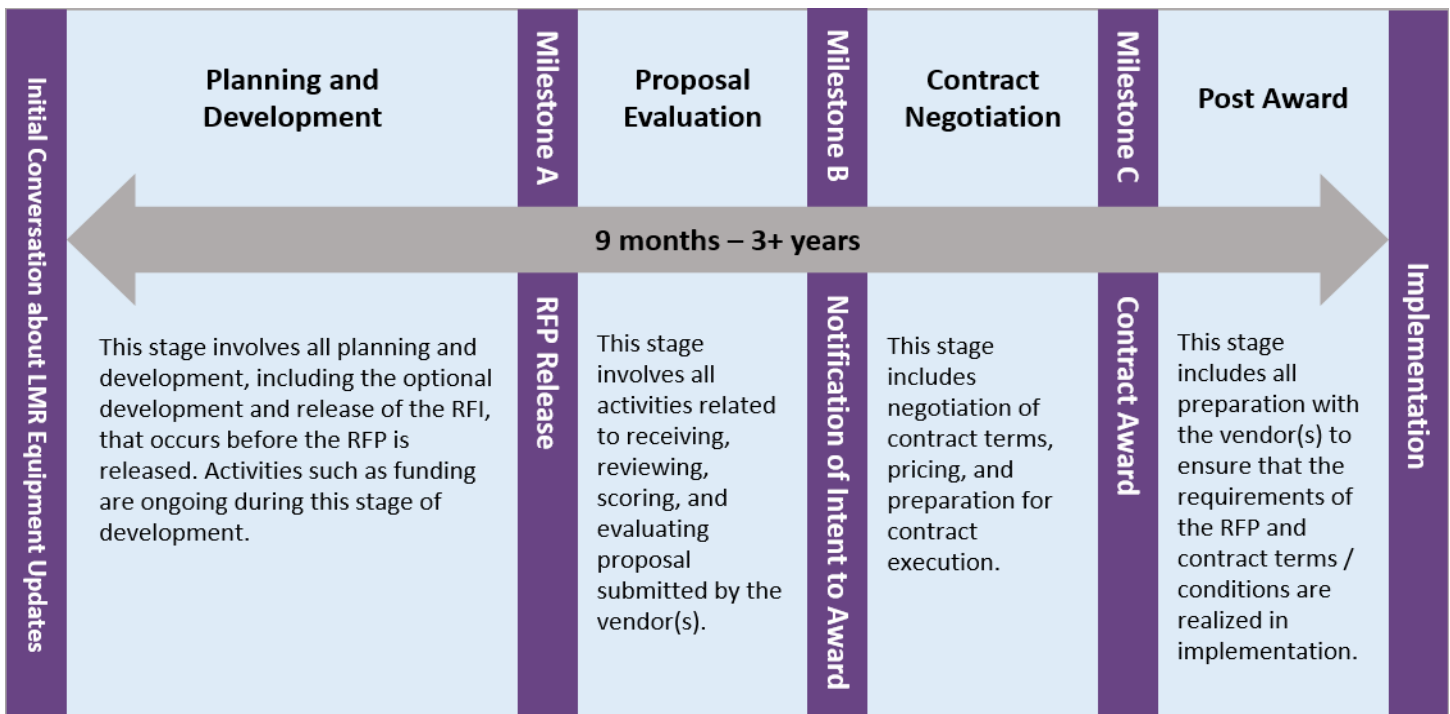 Initial Conversation about LMR Equipment Updates
Planning and
Development
This stage involves all planning and
development, including the optional
development and release of the RFI,
that occurs before the RFP is
released. Activities such as funding
are ongoing during this stage of
development.
Milestone A
RFP Release
Proposal
Evaluation
This stage
involves all
activities related
to receiving,
reviewing,
scoring, and
evaluating
proposal
submitted by the
vendor(s).
Milestone B
Notification of Intent to Award
Contract
Negotiation
This stage
includes
negotiation of
contract terms,
pricing, and
preparation for
contract
execution.
Milestone C
Contract Award
Post Award
This stage
includes all
preparation with
the vendor(s) to
ensure that the
requirements of
the RFP and
contract terms /
conditions are
realized in
implementation.
Implementation
9 months – 3+ years